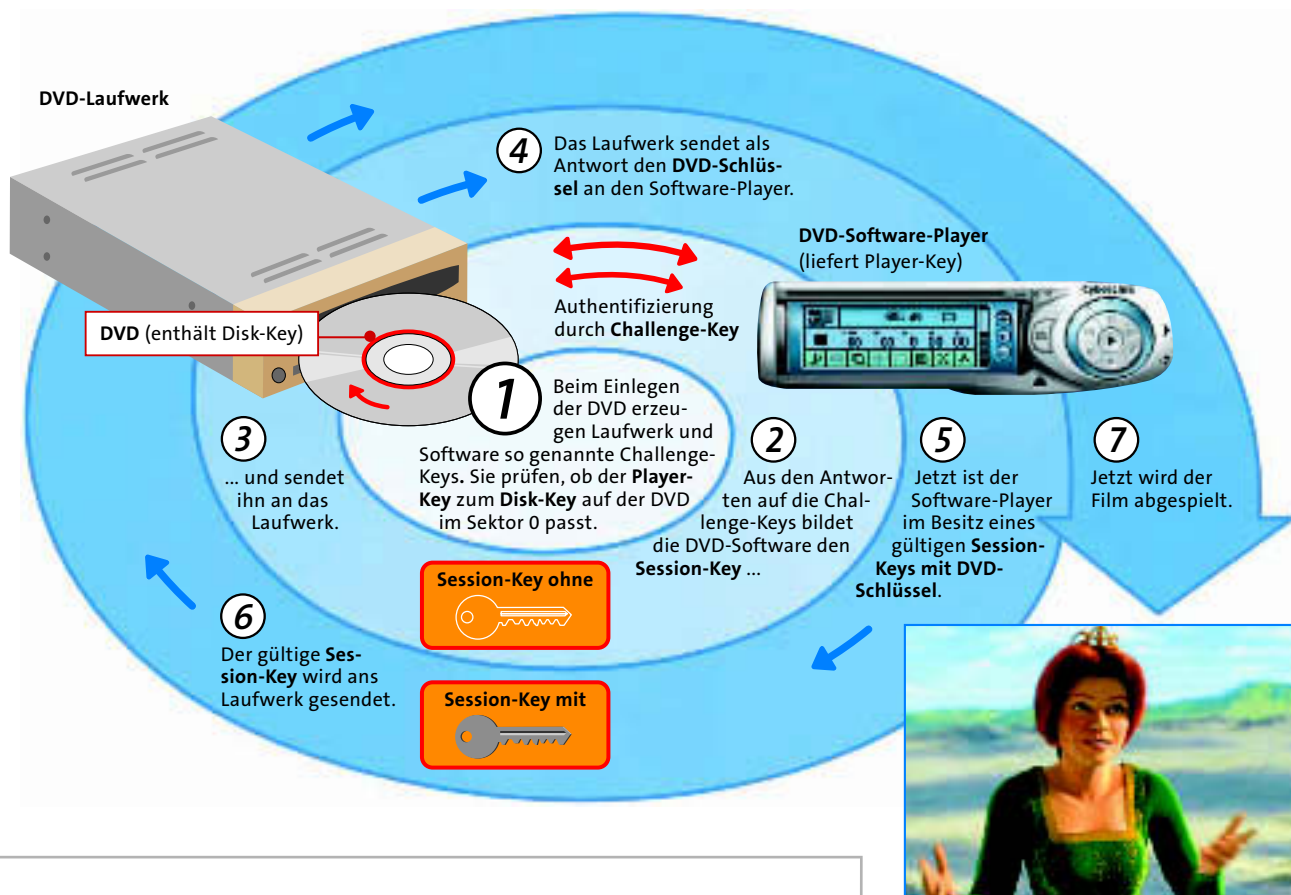 DVD-Laufwerk
4
Das Laufwerk sendet als
Antwort den DVD-Schlüs-
sel an den Software-Player.
DVD-Software-Player
(liefert Player-Key)
CyberLink
Authentifizierung
durch Challenge-Key
DVD (enthält Disk-Key)
1
Beim Einlegen
der DVD erzeu-
gen Laufwerk und
Software so genannte Challenge-
Keys. Sie prüfen, ob der Player-
Key zum Disk-Key auf der DVD
im Sektor 0 passt.
2
Aus den Antwor-
ten auf die Chal-
lenge-Keys bildet
die DVD-Software den
Session-Key ...
3
... und sendet
ihn an das
Laufwerk.
5
Jetzt ist der
Software-Player
im Besitz eines
gültigen Session-
Keys mit DVD-
Schlüssel.
7
Jetzt wird der
Film abgespielt.
Session-Key ohne
6
Der gültige Ses-
sion-Key wird ans
Laufwerk gesendet.
Session-Key mit